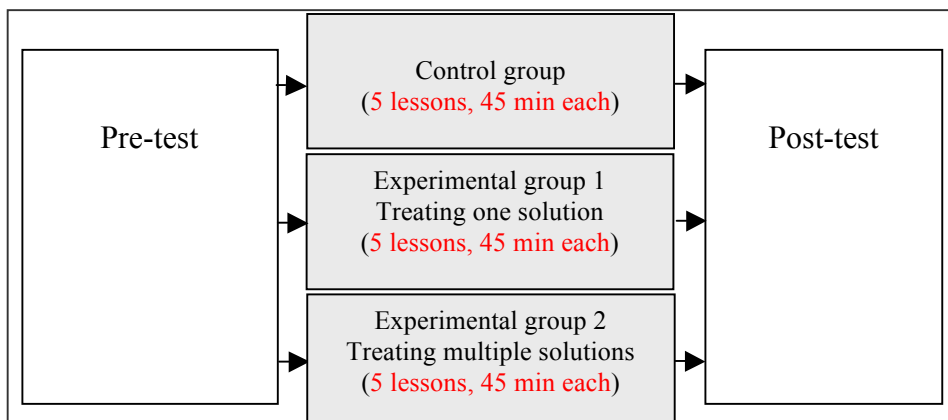 Pre-test
Control group
(5 lessons, 45 min each)
Experimental group 1
Treating one solution
(5 lessons, 45 min each)
Experimental group 2
Treating multiple solutions
(5 lessons, 45 min each)
Post-test